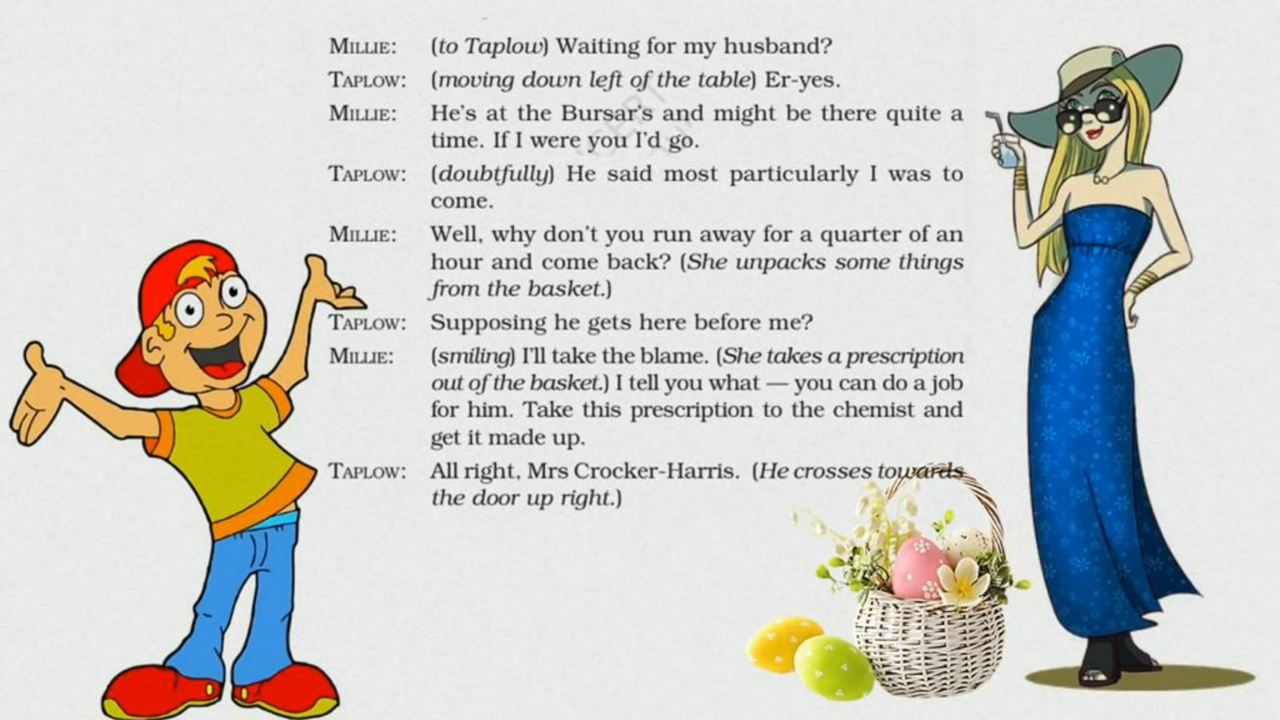 MILLIE: (to Taplow) Waiting for my husband?
TAPLOW: (moving down left of the table) Er-yes.
MILLIE: He's at the Bursar's and might be there quite a
time. If I were you I'd go.
TAPLOW: (doubtfully) He said most particularly I was to
come.
MILLIE: Well, why don't you run away for a quarter of an
hour and come back? (She unpacks some things
from the basket.)
TAPLOW: Supposing he gets here before me?
MILLIE: (smiling) I'll take the blame. (She takes a prescription
out of the basket.) I tell you what — you can do a job
for him. Take this prescription to the chemist and
get it made up.
TAPLOW: All right, Mrs Crocker-Harris. (He crosses towards
the door up right.)